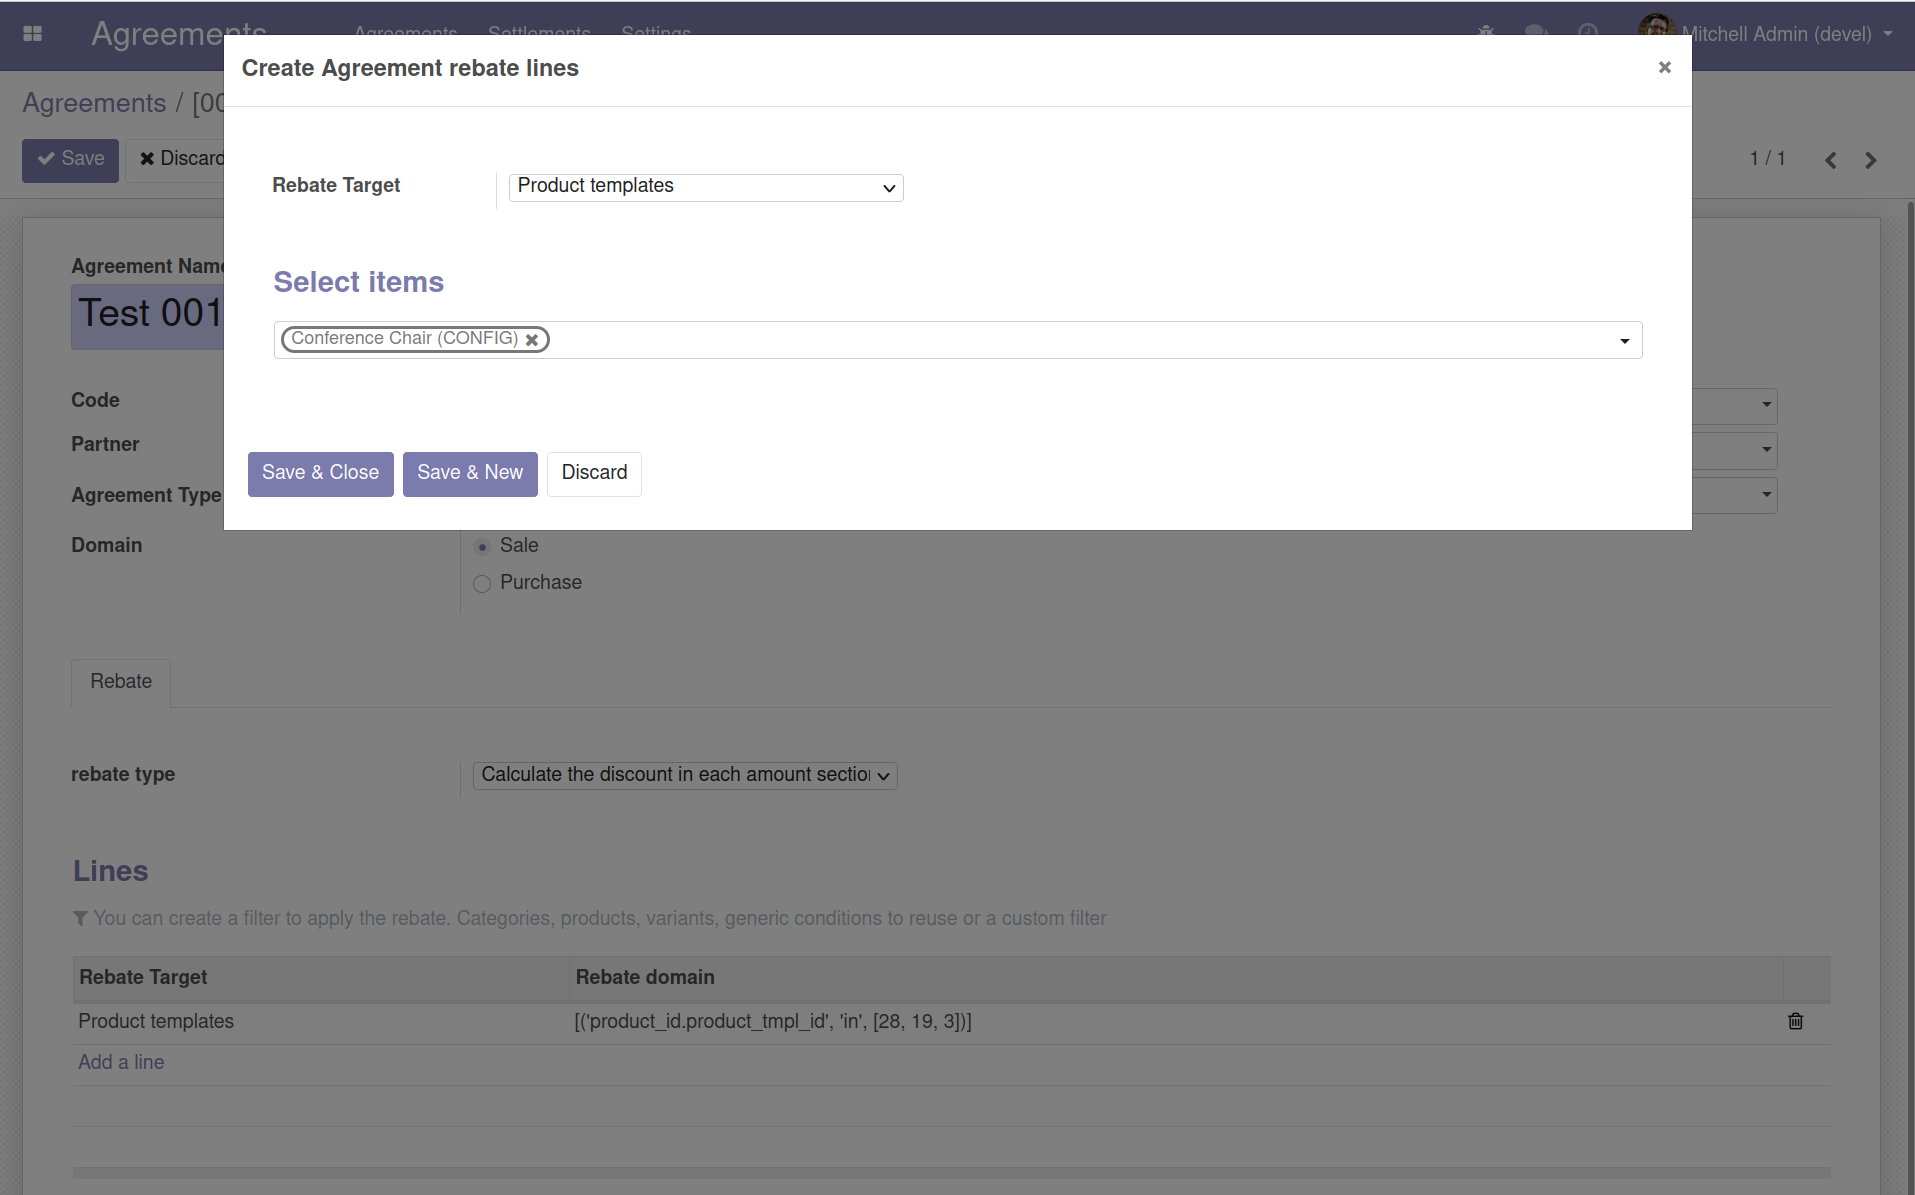 Agreements Agreements Settlements Settings Mitchell Admin (devel)
Create Agreement rebate lines
Agreements / [00
Save Discard
1 / 1
Rebate Target Product templates
Select items
Conference Chair (CONFIG)
Save & Close Save & New Discard
Agreement Name
Test 001
Code
Partner
Agreement Type
Domain
Sale
Purchase
Rebate
rebate type Calculate the discount in each amount section
Lines
You can create a filter to apply the rebate. Categories, products, variants, generic conditions to reuse or a custom filter
Rebate Target Rebate domain
Product templates [('product_id.product_tmpl_id', 'in', [28, 19, 3])]
Add a line